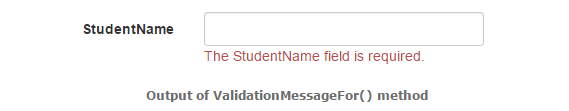 StudentName
The StudentName field is required.
Output of ValidationMessageFor() method